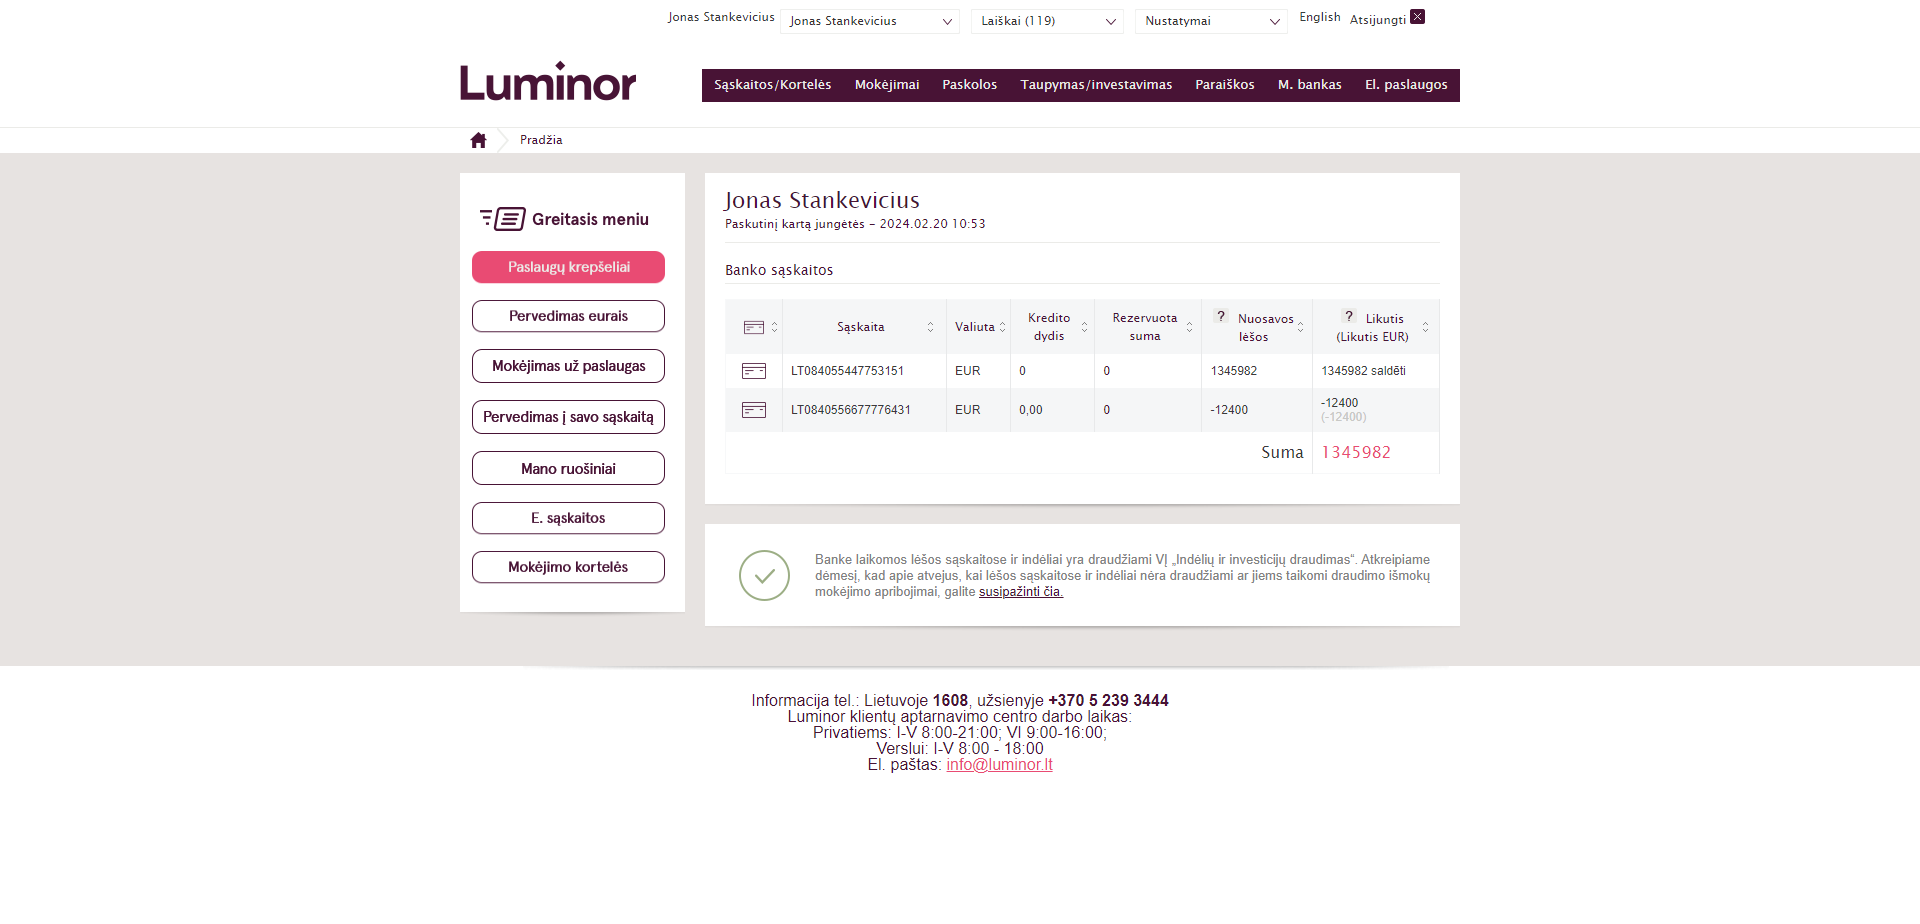 Jonas Stankevicius
Jonas Stankevicius
Laiškai (119)
Nustatymai
English
Atsijungti
Luminor
Sąskaitos/Kortelės
Mokėjimai
Paskolos
Taupymas/investavimas
Paraiškos
M. bankas
El. paslaugos
Pradžia
Greitasis meniu
Paslaugų krepšeliai
Pervedimas eurais
Mokėjimas už paslaugas
Pervedimas į savo sąskaitą
Mano ruošiniai
E. sąskaitos
Mokėjimo kortelės
Jonas Stankevicius
Paskutinį kartą jungėtės – 2024.02.20 10:53
Banko sąskaitos
Sąskaita
Valiuta
Kredito
dydis
Rezervuota
suma
? Nuosavos
lėšos
? Likutis
(Likutis EUR)
LT084055447753151 EUR 0 0 1345982 1345982 saldėti
LT0840556677776431 EUR 0,00 0 -12400 -12400
(-12400)
Suma 1345982
Banke laikomos lėšos sąskaitose ir indėliai yra draudžiami VĮ „Indėlių ir investicijų draudimas“. Atkreipiame
dėmesį, kad apie atvejus, kai lėšos sąskaitose ir indėliai nėra draudžiami ar jiems taikomi draudimo išmokų
mokėjimo apribojimai, galite susipažinti čia.
Informacija tel.: Lietuvoje 1608, užsienyje +370 5 239 3444
Luminor klientų aptarnavimo centro darbo laikas:
Privatiems: I-V 8:00-21:00; VI 9:00-16:00;
Verslui: I-V 8:00 - 18:00
El. paštas: info@luminor.lt